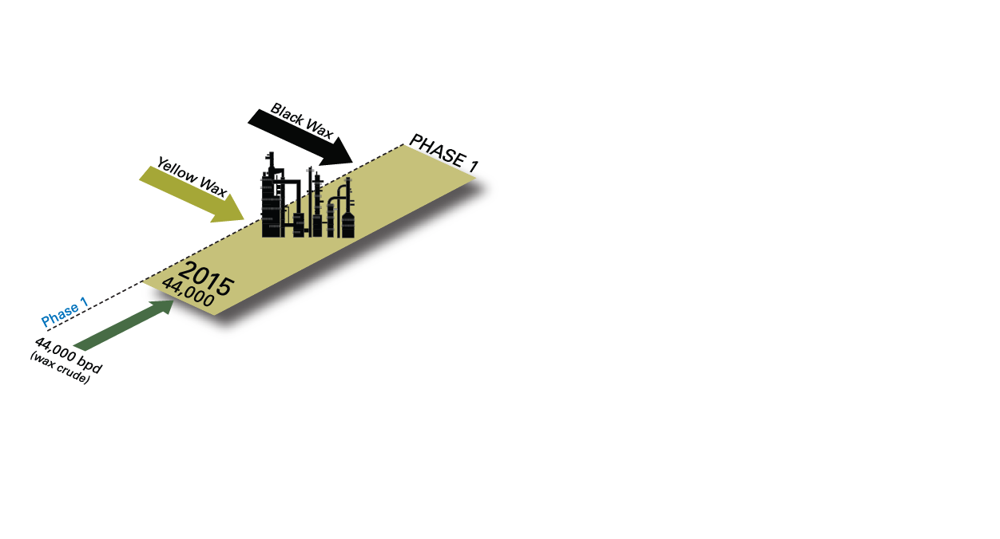 Black Wax
PHASE 1
Yellow Wax
2015
44,000
Phase 1
44,000 bpd
(wax crude)